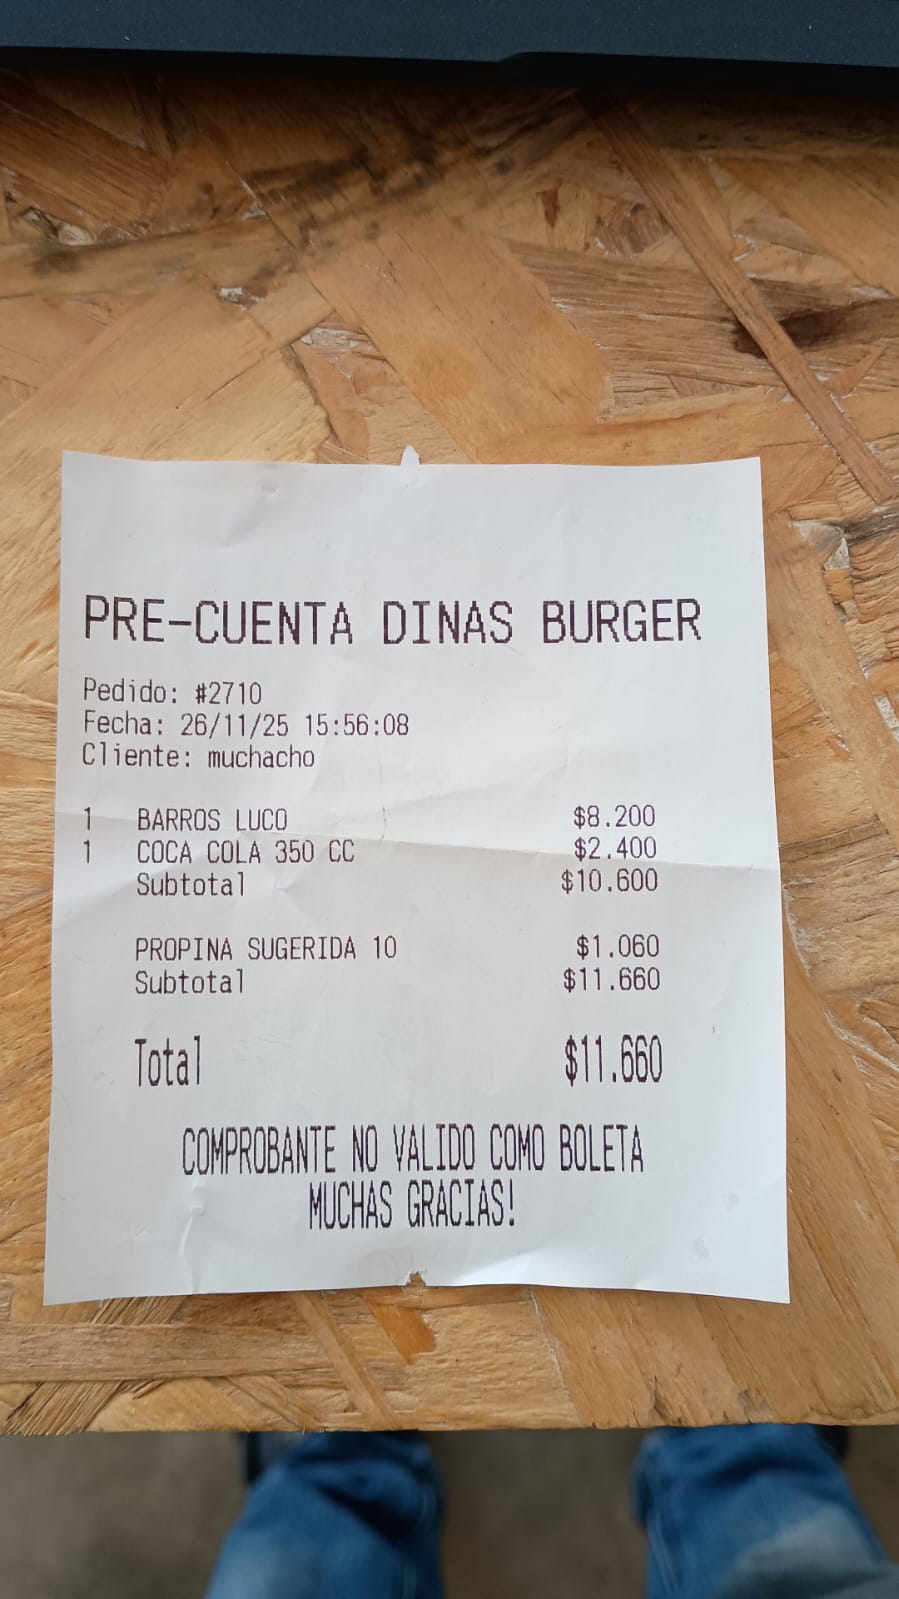 PRE-CUENTA DINAS BURGER
Pedido: #2710
Fecha: 26/11/25 15:56:08
Cliente: muchacho
1 BARROS LUCO $8.200
1 COCA COLA 350 CC $2.400
Subtotal $10.600
PROPINA SUGERIDA 10 $1.060
Subtotal $11.660
Total $11.660
COMPROBANTE NO VALIDO COMO BOLETA
MUCHAS GRACIAS!